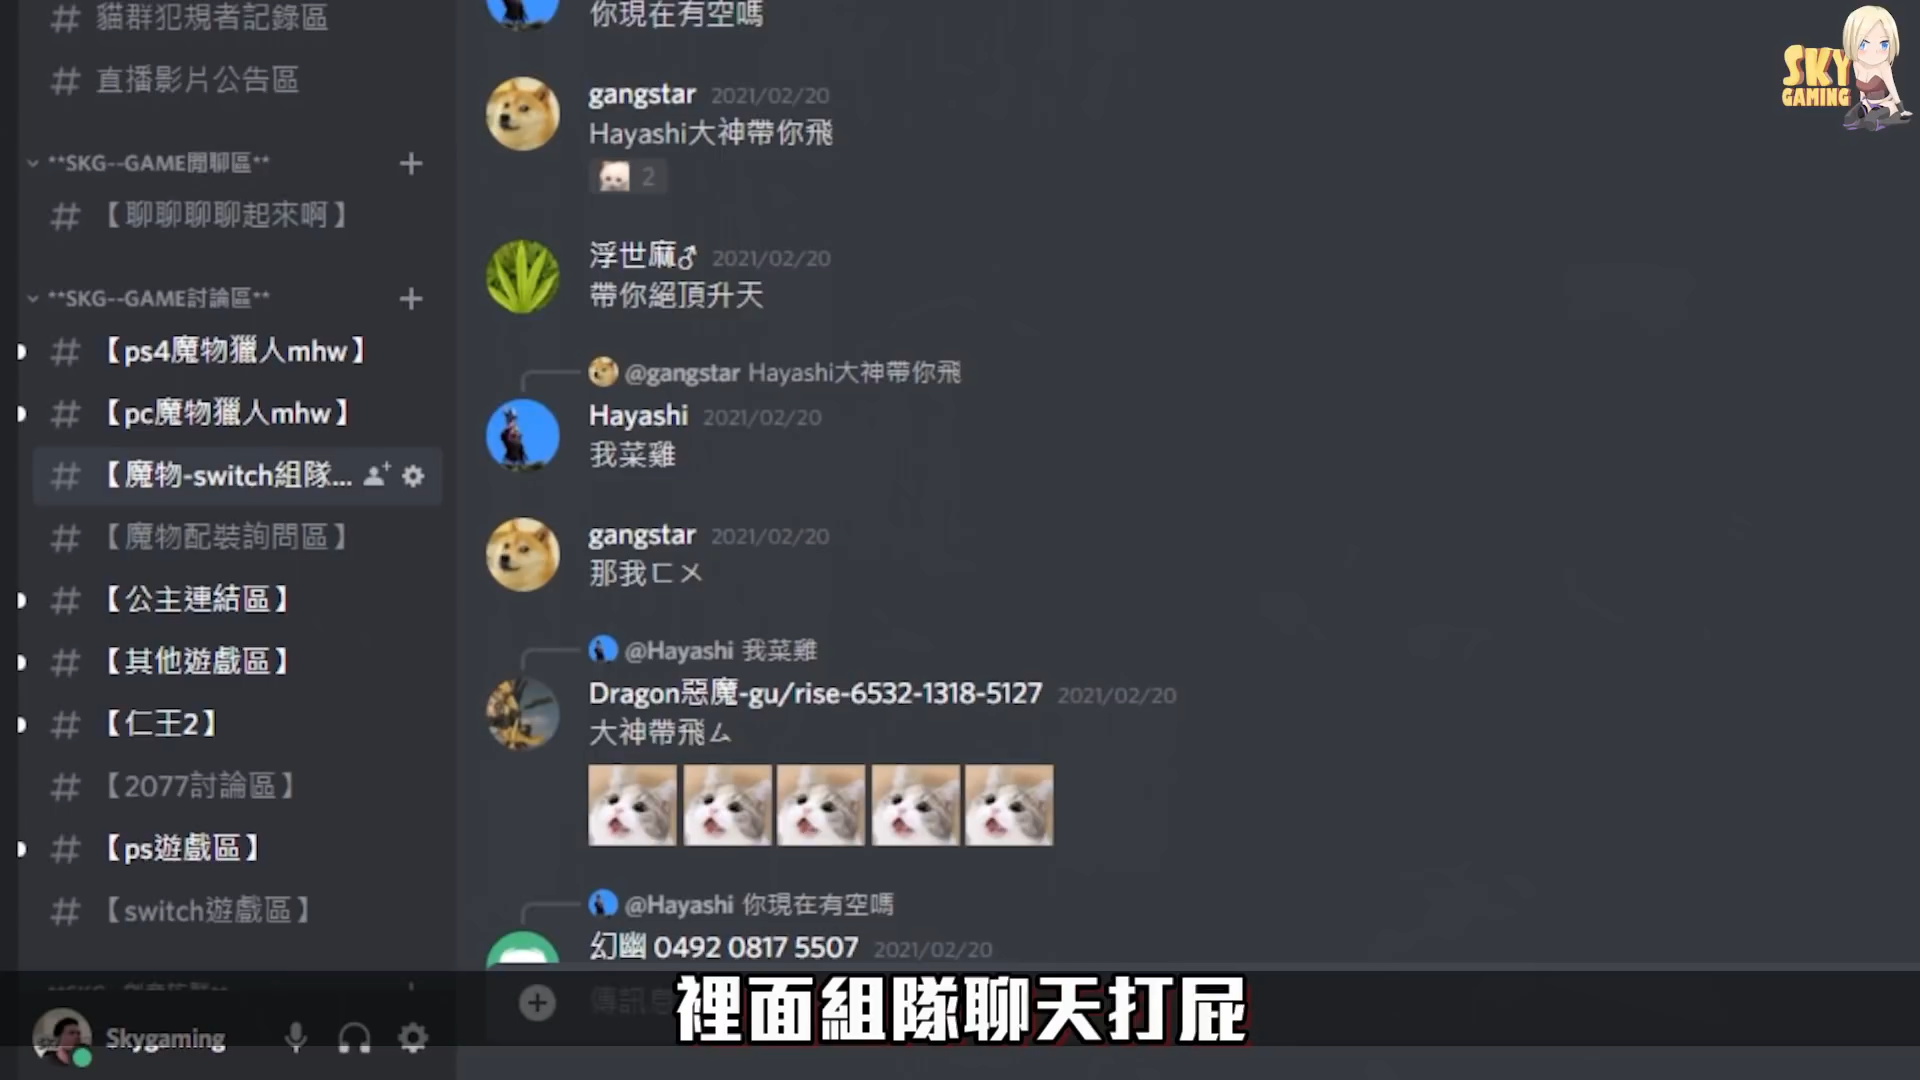 貓群犯規者記錄區
直播影片公告區
**SKG--GAME閒聊區**
【聊聊聊聊起來啊】
**SKG--GAME討論區**
【ps4魔物獵人mhw】
【pc魔物獵人mhw】
【魔物-switch組隊...
【魔物配裝詢問區】
【公主連結區】
【其他遊戲區】
【仁王2】
【2077討論區】
【ps遊戲區】
【switch遊戲區】
Skygaming
你現在有空嗎
gangstar 2021/02/20
Hayashi大神帶你飛
2
浮世麻♂ 2021/02/20
帶你絕頂升天
@gangstar Hayashi大神帶你飛
Hayashi 2021/02/20
我菜雞
gangstar 2021/02/20
那我ㄈㄨ
@Hayashi 我菜雞
Dragon惡魔-gu/rise-6532-1318-5127 2021/02/20
大神帶飛ㄙ
@Hayashi 你現在有空嗎
幻幽 0492 0817 5507 2021/02/20
傳訊息
裡面組隊聊天打屁
SKY
GAMING